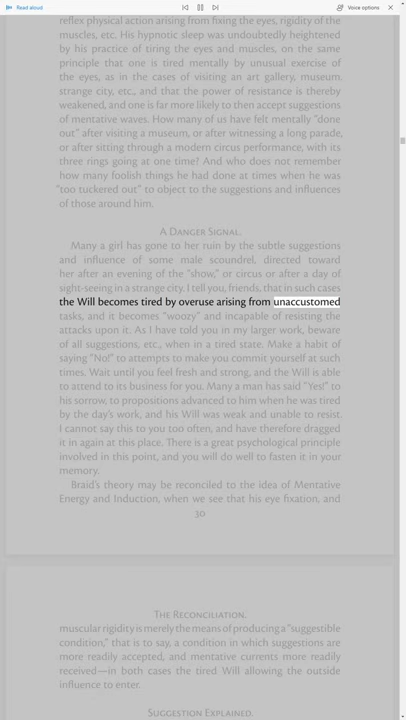 Read aloud
Voice options
reflex physical action arising from fixing the eyes, rigidity of the
muscles, etc. His hypnotic sleep was undoubtedly heightened
by his practice of tiring the eyes and muscles, on the same
principle that one is tired mentally by unusual exercise of
the eyes, as in the cases of visiting an art gallery, museum.
strange city, etc., and that the power of resistance is thereby
weakened, and one is far more likely to then accept suggestions
of mentative waves. How many of us have felt mentally "done
out" after visiting a museum, or after witnessing a long parade,
or after sitting through a modern circus performance, with its
three rings going at one time? And who does not remember
how many foolish things he had done at times when he was
"too tuckered out" to object to the suggestions and influences
of those around him.
A Danger Signal.
Many a girl has gone to her ruin by the subtle suggestions
and influence of some male scoundrel, directed toward
her after an evening of the "show," or circus or after a day of
sight-seeing in a strange city. I tell you, friends, that in such cases
the Will becomes tired by overuse arising from unaccustomed
tasks, and it becomes "woozy" and incapable of resisting the
attacks upon it. As I have told you in my larger work, beware
of all suggestions, etc., when in a tired state. Make a habit of
saying "No!" to attempts to make you commit yourself at such
times. Wait until you feel fresh and strong, and the Will is able
to attend to its business for you. Many a man has said "Yes!" to
his sorrow, to propositions advanced to him when he was tired
by the day's work, and his Will was weak and unable to resist.
I cannot say this to you too often, and have therefore dragged
it in again at this place. There is a great psychological principle
involved in this point, and you will do well to fasten it in your
memory.
Braid's theory may be reconciled to the idea of Mentative
Energy and Induction, when we see that his eye fixation, and
30
The Reconciliation.
muscular rigidity is merely the means of producing a "suggestible
condition," that is to say, a condition in which suggestions are
more readily accepted, and mentative currents more readily
received—in both cases the tired Will allowing the outside
influence to enter.
Suggestion Explained.